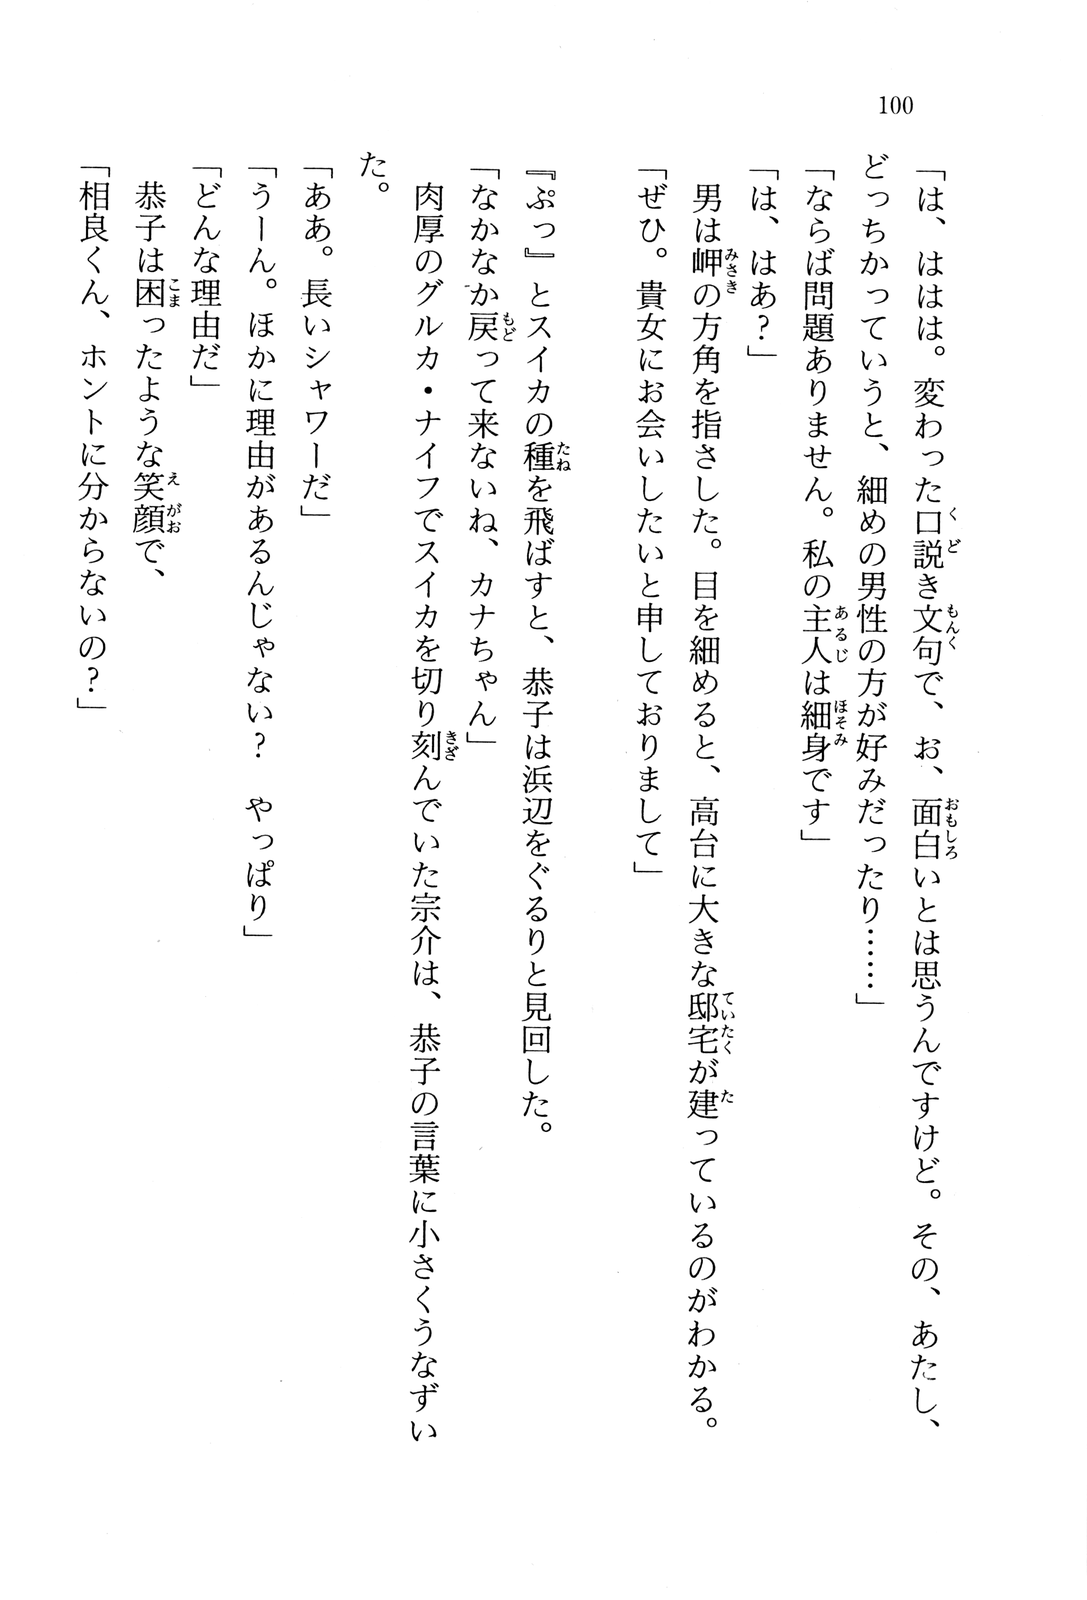 100
「は、ははは。変わった口説き文句で、お、面白いとは思うんですけど。その、あたし、
どっちかっていうと、細めの男性の方が好みだったり……」
「ならば問題ありません。私の主人は細身です」
「は、はあ？」
　男は岬の方角を指さした。目を細めると、高台に大きな邸宅が建っているのがわかる。
「ぜひ。貴女にお会いしたいと申しておりまして」
『ぷっ』とスイカの種を飛ばすと、恭子は浜辺をぐるりと見回した。
「なかなか戻って来ないね、カナちゃん」
　肉厚のグルカ・ナイフでスイカを切り刻んでいた宗介は、恭子の言葉に小さくうなずい
た。
「ああ。長いシャワーだ」
「うーん。ほかに理由があるんじゃない？　やっぱり」
「どんな理由だ」
　恭子は困ったような笑顔で、
「相良くん、ホントに分からないの？」